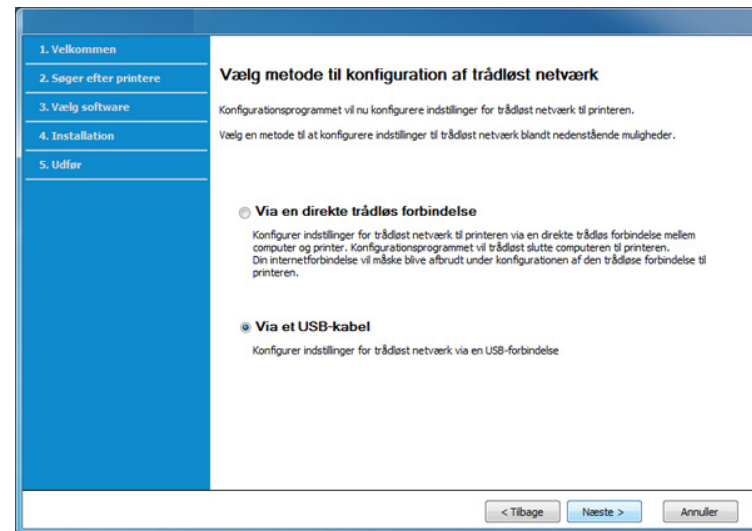 1. Velkommen
2. Søger efter printere
3. Vælg software
4. Installation
5. Udfør
Vælg metode til konfiguration af trådløst netværk
Konfigurationsprogrammet vil nu konfigurere indstillinger for trådløst netværk til printeren.
Vælg en metode til at konfigurere indstillinger til trådløst netværk blandt nedenstående muligheder.
Via en direkte trådløs forbindelse
Konfigurer indstillinger for trådløst netværk til printeren via en direkte trådløs forbindelse mellem
computer og printer. Konfigurationsprogrammet vil trådløst slutte computeren til printeren.
Din internetforbindelse vil måske blive afbrudt under konfigurationen af den trådløse forbindelse til
printeren.
Via et USB-kabel
Konfigurer indstillinger for trådløst netværk via en USB-forbindelse
< Tilbage
Næste >
Annuller